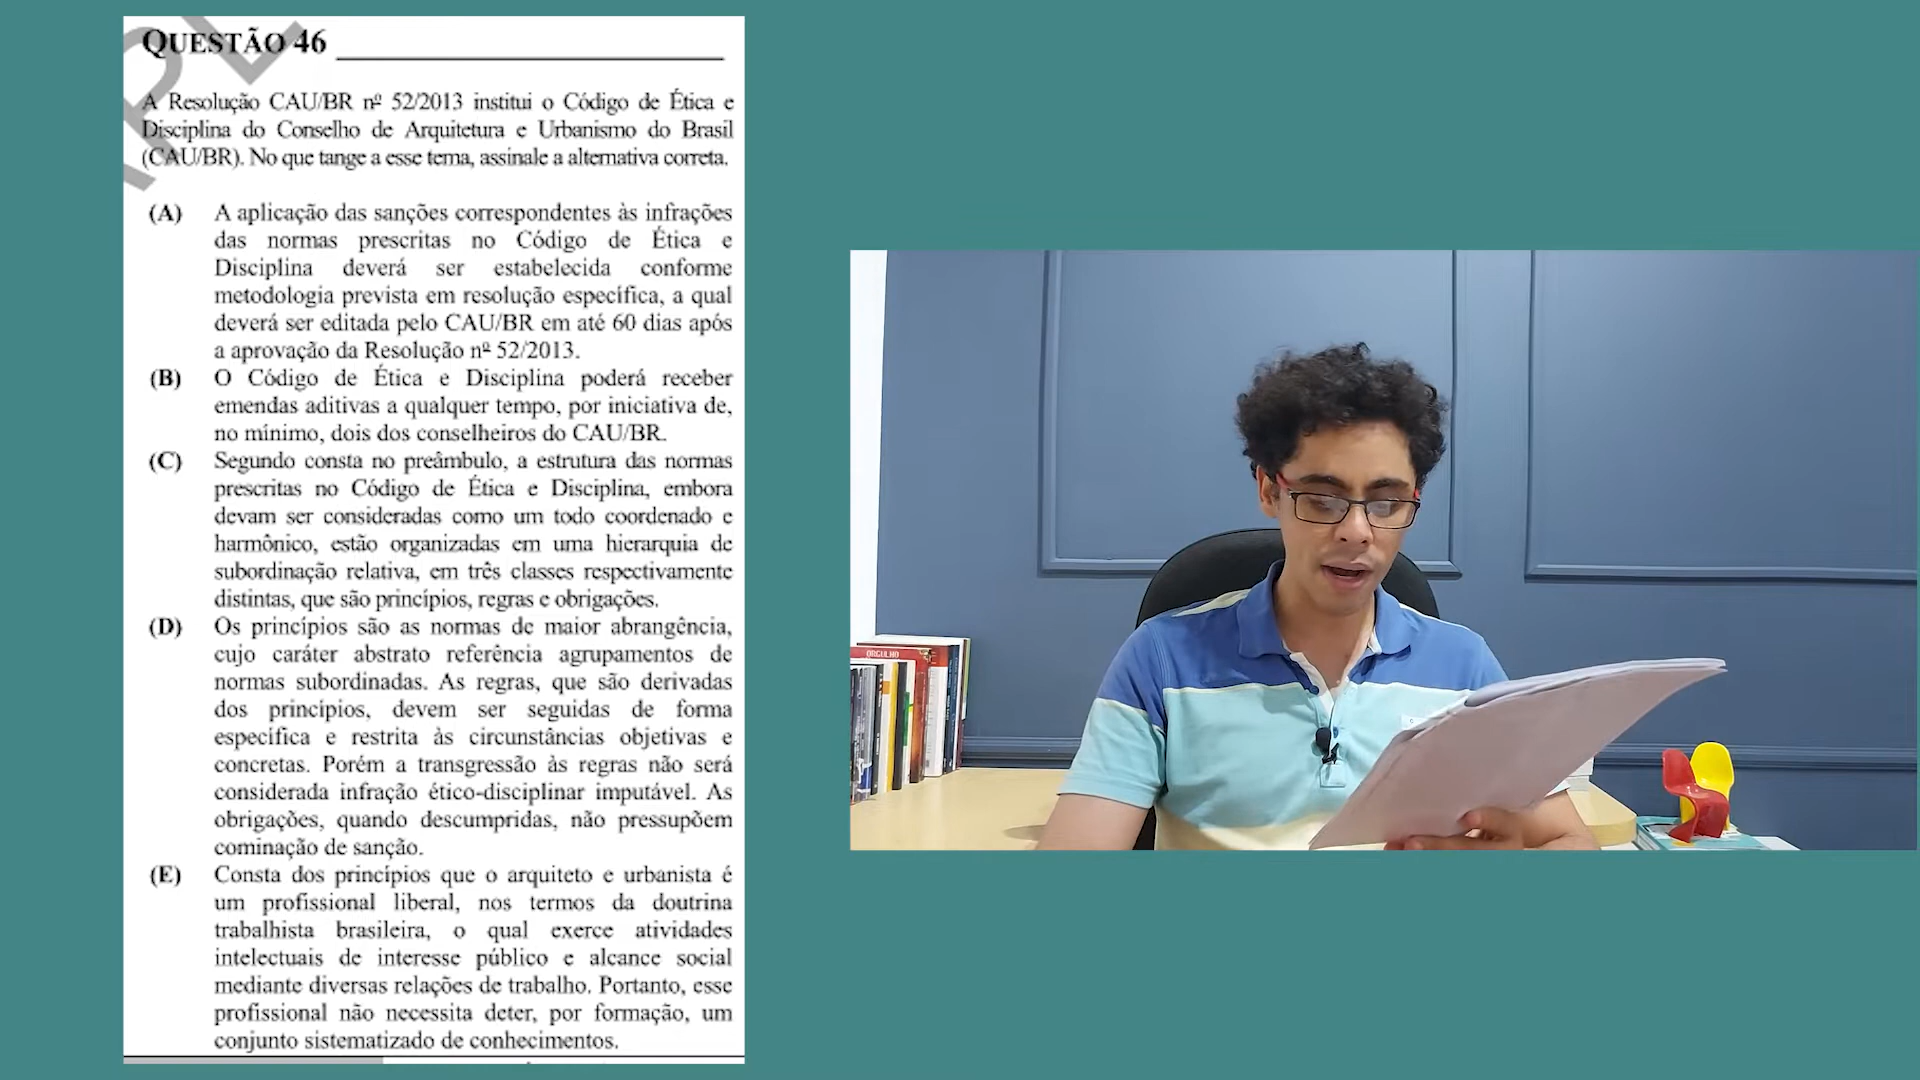 QUESTÃO 46
A Resolução CAU/BR nº 52/2013 institui o Código de Ética e
Disciplina do Conselho de Arquitetura e Urbanismo do Brasil
(CAU/BR). No que tange a esse tema, assinale a alternativa correta.
(A) A aplicação das sanções correspondentes às infrações
das normas prescritas no Código de Ética e
Disciplina deverá ser estabelecida conforme
metodologia prevista em resolução específica, a qual
deverá ser editada pelo CAU/BR em até 60 dias após
a aprovação da Resolução nº 52/2013.
(B) O Código de Ética e Disciplina poderá receber
emendas aditivas a qualquer tempo, por iniciativa de,
no mínimo, dois dos conselheiros do CAU/BR.
(C) Segundo consta no preâmbulo, a estrutura das normas
prescritas no Código de Ética e Disciplina, embora
devam ser consideradas como um todo coordenado e
harmônico, estão organizadas em uma hierarquia de
subordinação relativa, em três classes respectivamente
distintas, que são princípios, regras e obrigações.
(D) Os princípios são as normas de maior abrangência,
cujo caráter abstrato referência agrupamentos de
normas subordinadas. As regras, que são derivadas
dos princípios, devem ser seguidas de forma
específica e restrita às circunstâncias objetivas e
concretas. Porém a transgressão às regras não será
considerada infração ético-disciplinar imputável. As
obrigações, quando descumpridas, não pressupõem
cominação de sanção.
(E) Consta dos princípios que o arquiteto e urbanista é
um profissional liberal, nos termos da doutrina
trabalhista brasileira, o qual exerce atividades
intelectuais de interesse público e alcance social
mediante diversas relações de trabalho. Portanto, esse
profissional não necessita deter, por formação, um
conjunto sistematizado de conhecimentos.
ORGULHO